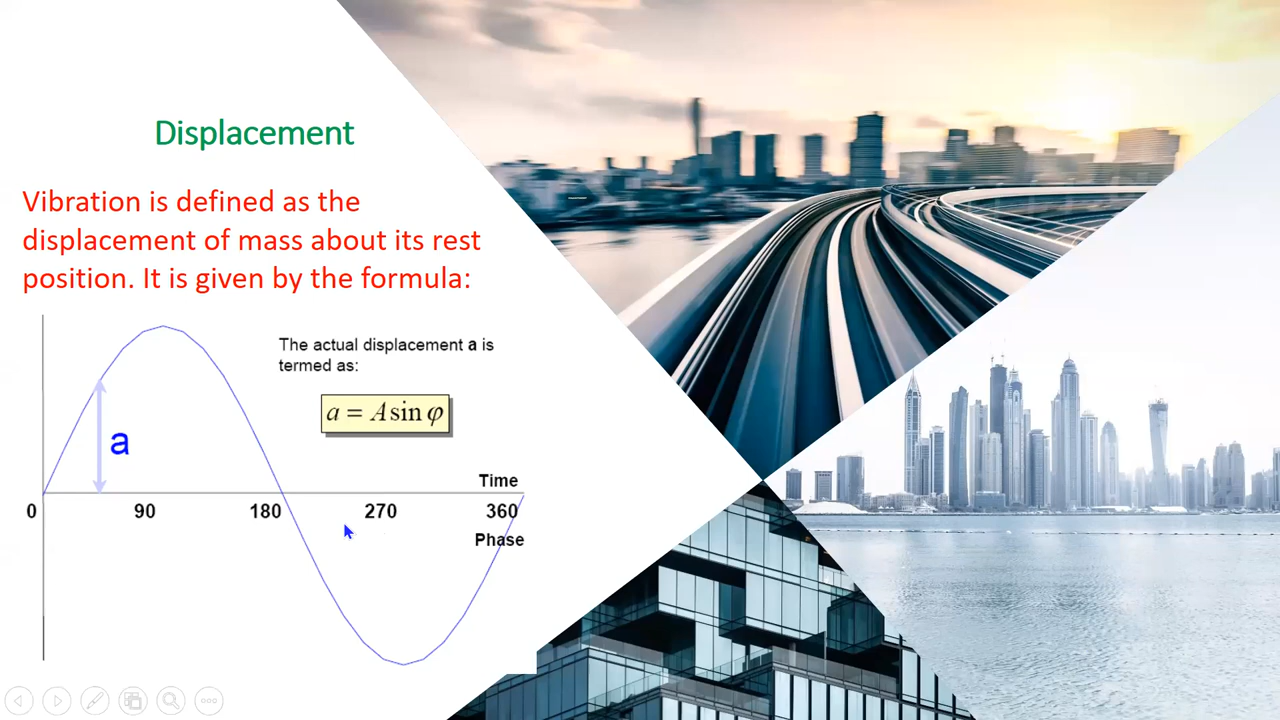 Displacement
Vibration is defined as the
displacement of mass about its rest
position. It is given by the formula:
The actual displacement a is
termed as:
a = A sin φ
a
Time
0 90 180 270 360
Phase